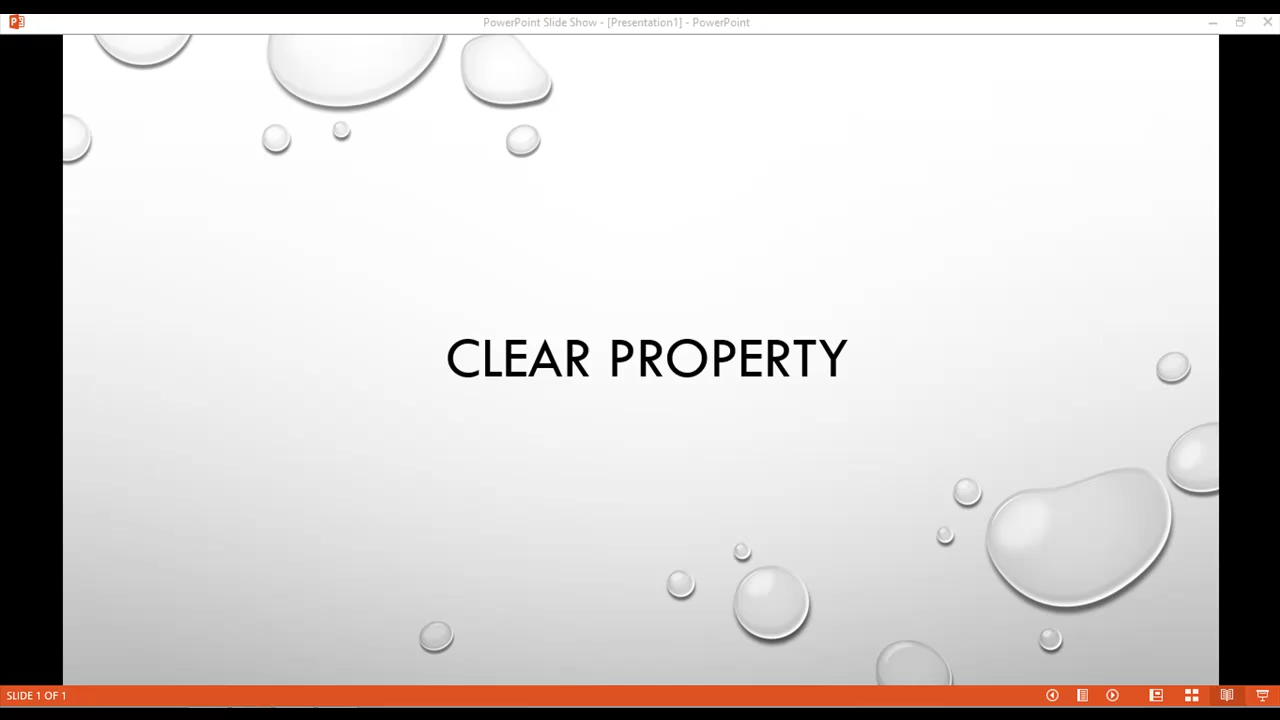 PowerPoint Slide Show - [Presentation1] - PowerPoint
CLEAR PROPERTY
SLIDE 1 OF 1